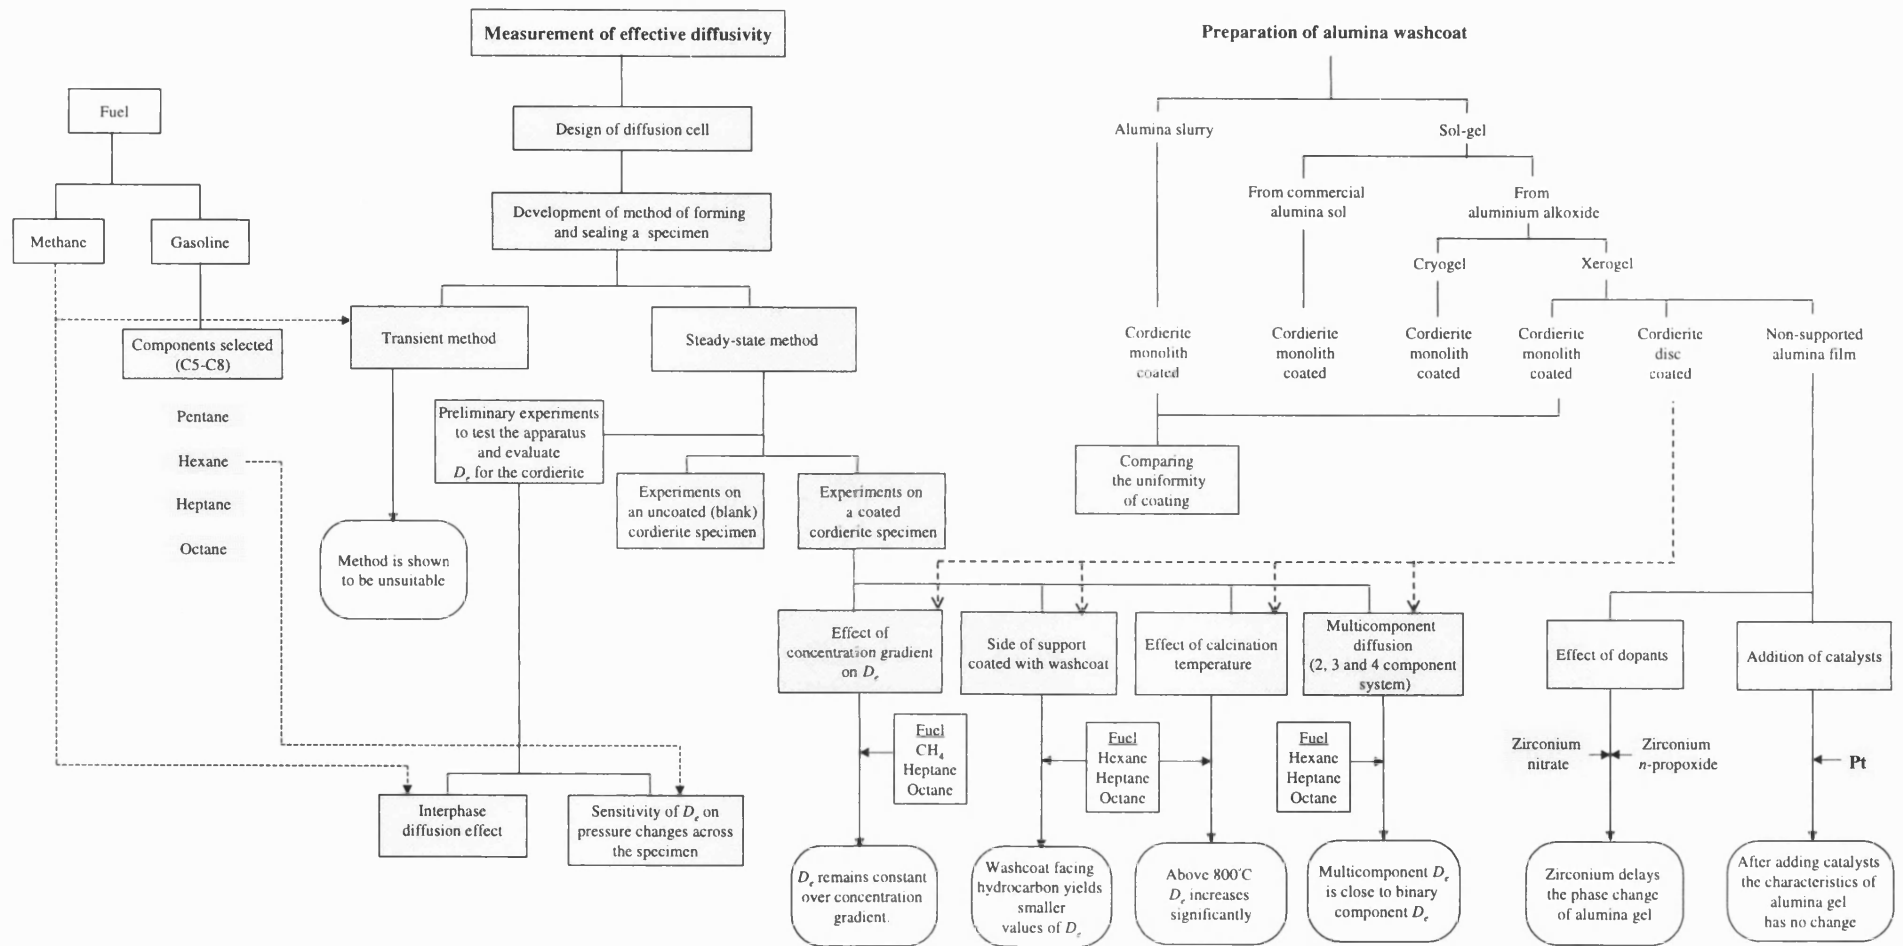 Measurement of effective diffusivity
Preparation of alumina washcoat
Fuel
Design of diffusion cell
Alumina slurry
Sol-gel
Development of method of forming
and sealing a specimen
From commercial
alumina sol
From
aluminium alkoxide
Methane
Gasoline
Cryogel
Xerogel
Components selected
(C5-C8)
Transient method
Steady-state method
Cordierite
monolith
coated
Cordierite
monolith
coated
Cordierite
monolith
coated
Cordierite
monolith
coated
Cordierite
disc
coated
Non-supported
alumina film
Pentane
Hexane
Heptane
Octane
Preliminary experiments
to test the apparatus
and evaluate
De for the cordierite
Experiments on
an uncoated (blank)
cordierite specimen
Experiments on
a coated
cordierite specimen
Comparing
the uniformity
of coating
Method is shown
to be unsuitable
Effect of
concentration gradient
on De
Side of support
coated with washcoat
Effect of calcination
temperature
Multicomponent
diffusion
(2, 3 and 4 component
system)
Effect of dopants
Addition of catalysts
Fuel
CH4
Heptane
Octane
Fuel
Hexane
Heptane
Octane
Fuel
Hexane
Heptane
Octane
Zirconium
nitrate
Zirconium
n-propoxide
Pt
Interphase
diffusion effect
Sensitivity of De on
pressure changes across
the specimen
De remains constant
over concentration
gradient.
Washcoat facing
hydrocarbon yields
smaller
values of De
Above 800°C
De increases
significantly
Multicomponent De
is close to binary
component De
Zirconium delays
the phase change
of alumina gel
After adding catalysts
the characteristics of
alumina gel
has no change